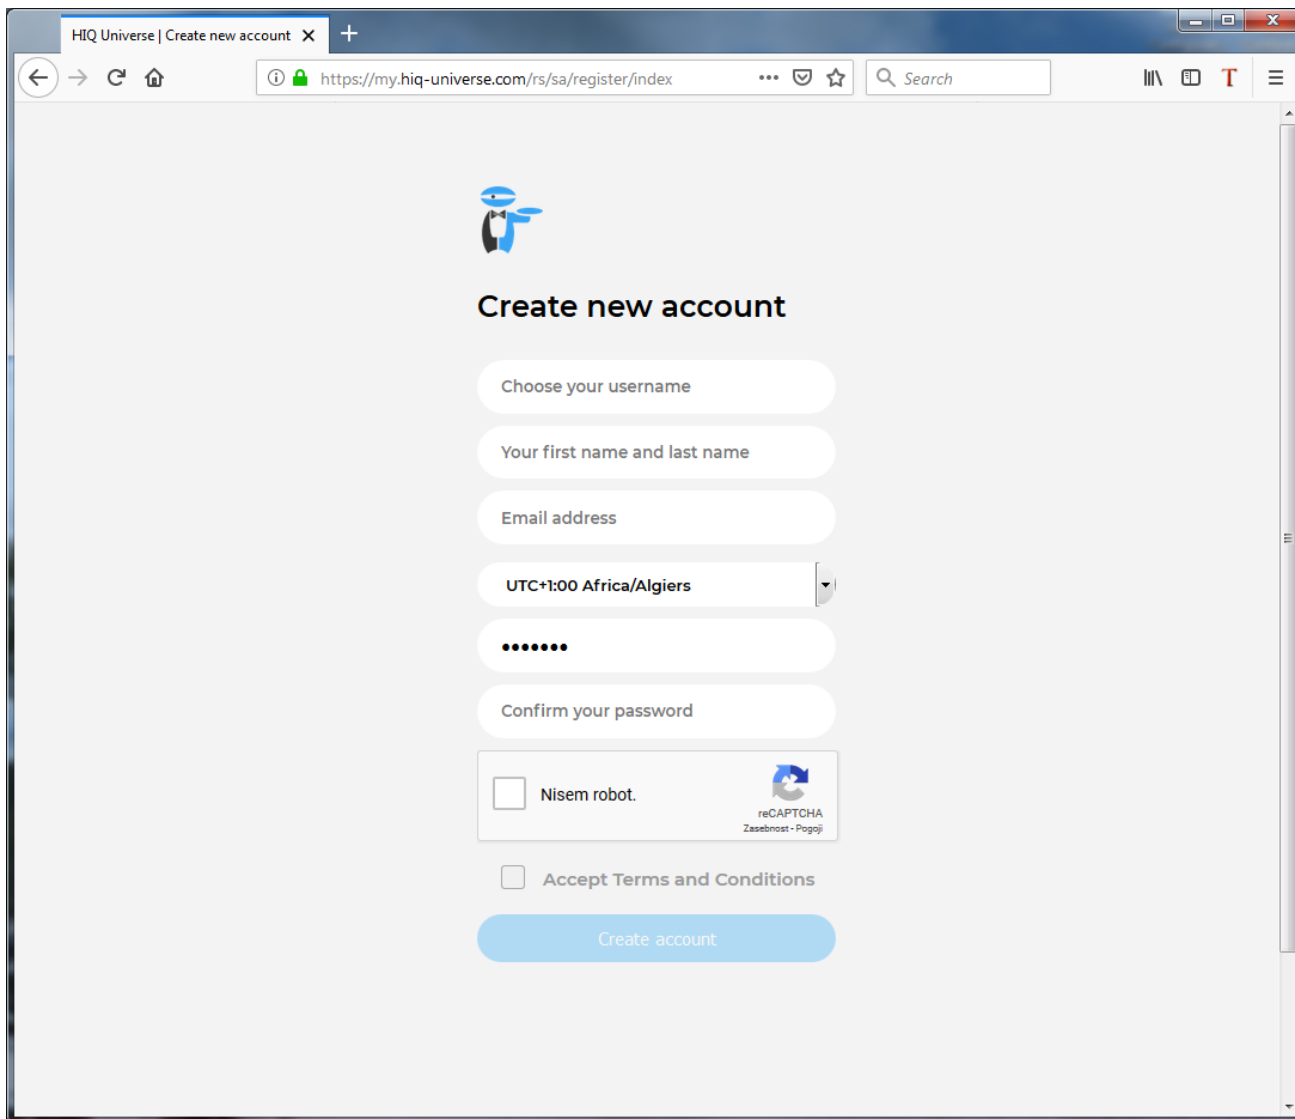 HIQ Universe | Create new account
https://my.hiq-universe.com/rs/sa/register/index
Search
T
Create new account
Choose your username
Your first name and last name
Email address
UTC+1:00 Africa/Algiers
•••••••
Confirm your password
Nisem robot.
reCAPTCHA
Zasebnost - Pogoji
Accept Terms and Conditions
Create account